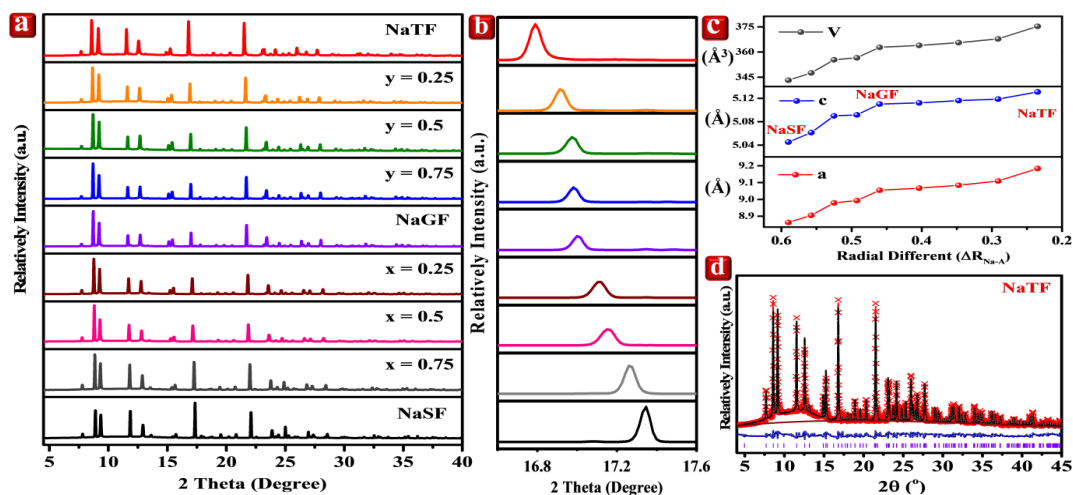 a
NaTF
y = 0.25
y = 0.5
y = 0.75
NaGF
x = 0.25
x = 0.5
x = 0.75
NaSF
Relatively Intensity (a.u.)
5 10 15 20 25 30 35 40
2 Theta (Degree)
b
Relatively Intensity (a.u.)
16.8 17.2 17.6
2 Theta (Degree)
c
375
(Å³) 360
345
V
5.12
(Å) 5.08
5.04
c
NaGF
NaSF
NaTF
9.2
(Å) 9.1
9.0
8.9
a
0.6 0.5 0.4 0.3 0.2
Radial Different (ΔR_Na-A)
d
NaTF
Relatively Intensity (a.u.)
5 10 15 20 25 30 35 40 45
2θ (°)